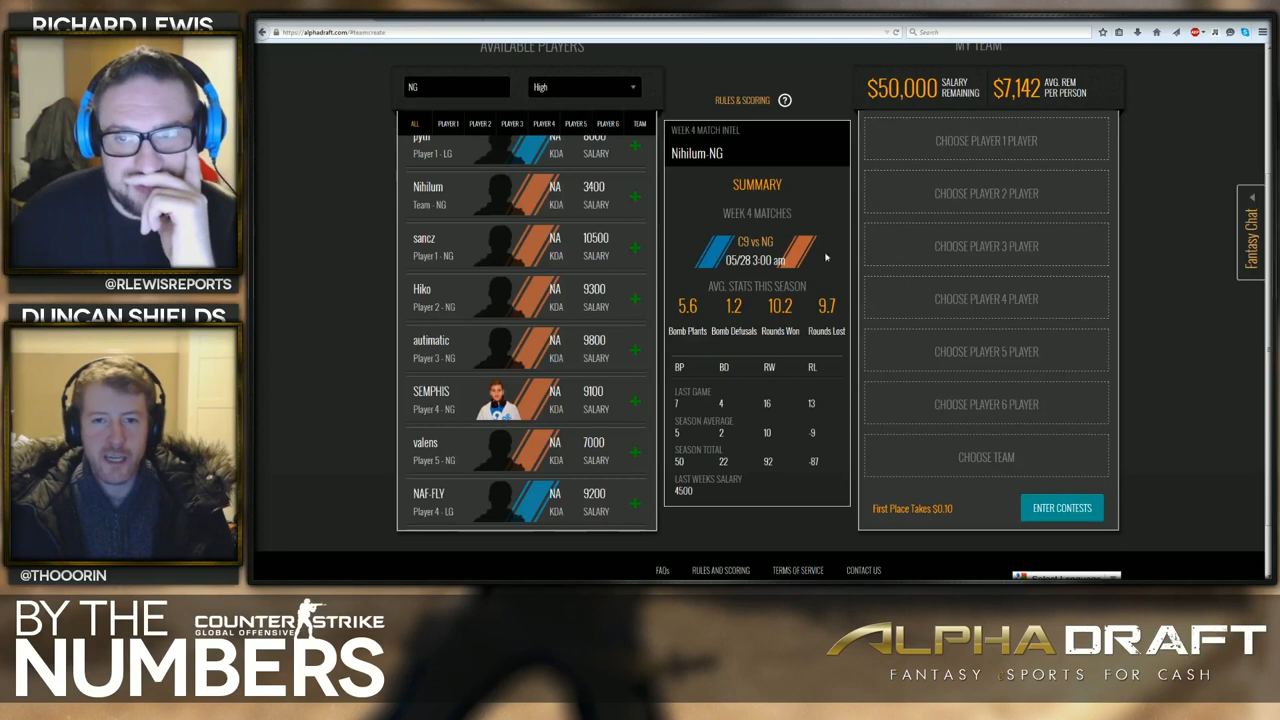 RICHARD LEWIS
@RLEWISREPORTS
DUNCAN SHIELDS
@THOOORIN
https://alphadraft.com/#teamcreate
Search
AVAILABLE PLAYERS
NG
High
ALL PLAYER 1 PLAYER 2 PLAYER 3 PLAYER 4 PLAYER 5 PLAYER 6 TEAM
Player 1 - LG KDA SALARY
Nihilum NA 3400
Team - NG KDA SALARY
sancz NA 10500
Player 1 - NG KDA SALARY
Hiko NA 9300
Player 2 - NG KDA SALARY
autimatic NA 9800
Player 3 - NG KDA SALARY
SEMPHIS NA 9100
Player 4 - NG KDA SALARY
valens NA 7000
Player 5 - NG KDA SALARY
NAF-FLY NA 9200
Player 4 - LG KDA SALARY
RULES & SCORING ?
WEEK 4 MATCH INTEL
Nihilum-NG
SUMMARY
WEEK 4 MATCHES
C9 vs NG
05/28 3:00 am
AVG. STATS THIS SEASON
5.6 1.2 10.2 9.7
Bomb Plants Bomb Defusals Rounds Won Rounds Lost
BP BD RW RL
LAST GAME
7 4 16 13
SEASON AVERAGE
5 2 10 -9
SEASON TOTAL
50 22 92 -87
LAST WEEKS SALARY
4500
MY TEAM
$50,000 SALARY REMAINING
$7,142 AVG. REM PER PERSON
CHOOSE PLAYER 1 PLAYER
CHOOSE PLAYER 2 PLAYER
CHOOSE PLAYER 3 PLAYER
CHOOSE PLAYER 4 PLAYER
CHOOSE PLAYER 5 PLAYER
CHOOSE PLAYER 6 PLAYER
CHOOSE TEAM
First Place Takes $0.10
ENTER CONTESTS
Fantasy Chat
FAQs RULES AND SCORING TERMS OF SERVICE CONTACT US
BY THE
NUMBERS
COUNTER STRIKE
GLOBAL OFFENSIVE
ALPHADRAFT
FANTASY eSPORTS FOR CASH